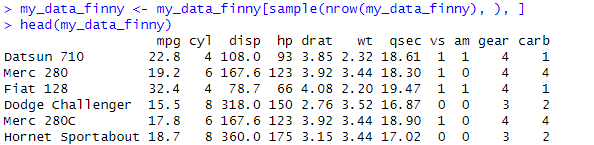 > my_data_finny <- my_data_finny[sample(nrow(my_data_finny), ), ]
> head(my_data_finny)
                   mpg cyl  disp  hp drat   wt  qsec vs am gear carb
Datsun 710        22.8   4 108.0  93 3.85 2.32 18.61  1  1    4    1
Merc 280          19.2   6 167.6 123 3.92 3.44 18.30  1  0    4    4
Fiat 128          32.4   4  78.7  66 4.08 2.20 19.47  1  1    4    1
Dodge Challenger  15.5   8 318.0 150 2.76 3.52 16.87  0  0    3    2
Merc 280C         17.8   6 167.6 123 3.92 3.44 18.90  1  0    4    4
Hornet Sportabout 18.7   8 360.0 175 3.15 3.44 17.02  0  0    3    2